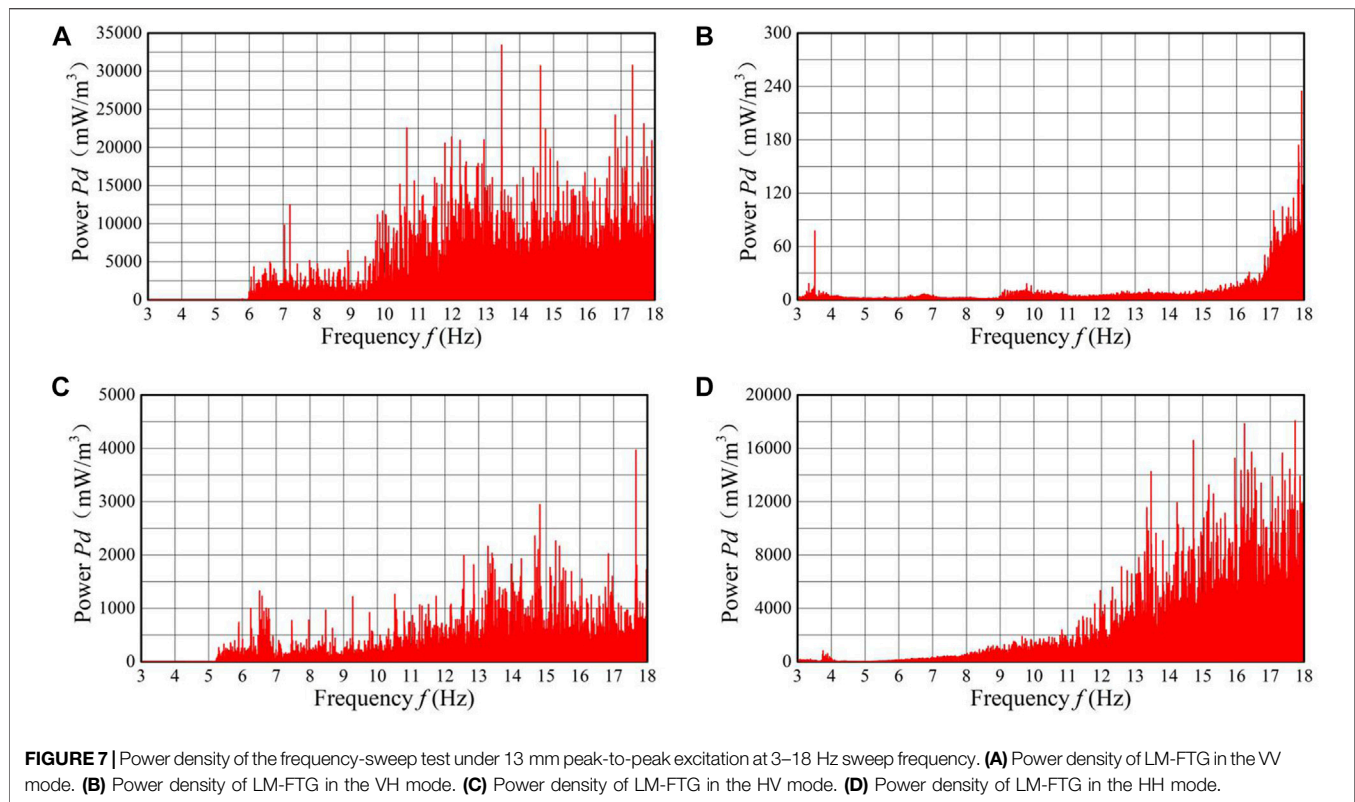 A
35000
30000
25000
20000
15000
10000
5000
0
Power Pd (mW/m³)
3 4 5 6 7 8 9 10 11 12 13 14 15 16 17 18
Frequency f (Hz)
B
300
240
180
120
60
0
Power Pd (mW/m³)
3 4 5 6 7 8 9 10 11 12 13 14 15 16 17 18
Frequency f (Hz)
C
5000
4000
3000
2000
1000
0
Power Pd (mW/m³)
3 4 5 6 7 8 9 10 11 12 13 14 15 16 17 18
Frequency f (Hz)
D
20000
16000
12000
8000
4000
0
Power Pd (mW/m³)
3 4 5 6 7 8 9 10 11 12 13 14 15 16 17 18
Frequency f (Hz)
FIGURE 7 | Power density of the frequency-sweep test under 13 mm peak-to-peak excitation at 3–18 Hz sweep frequency. (A) Power density of LM-FTG in the VV
mode. (B) Power density of LM-FTG in the VH mode. (C) Power density of LM-FTG in the HV mode. (D) Power density of LM-FTG in the HH mode.